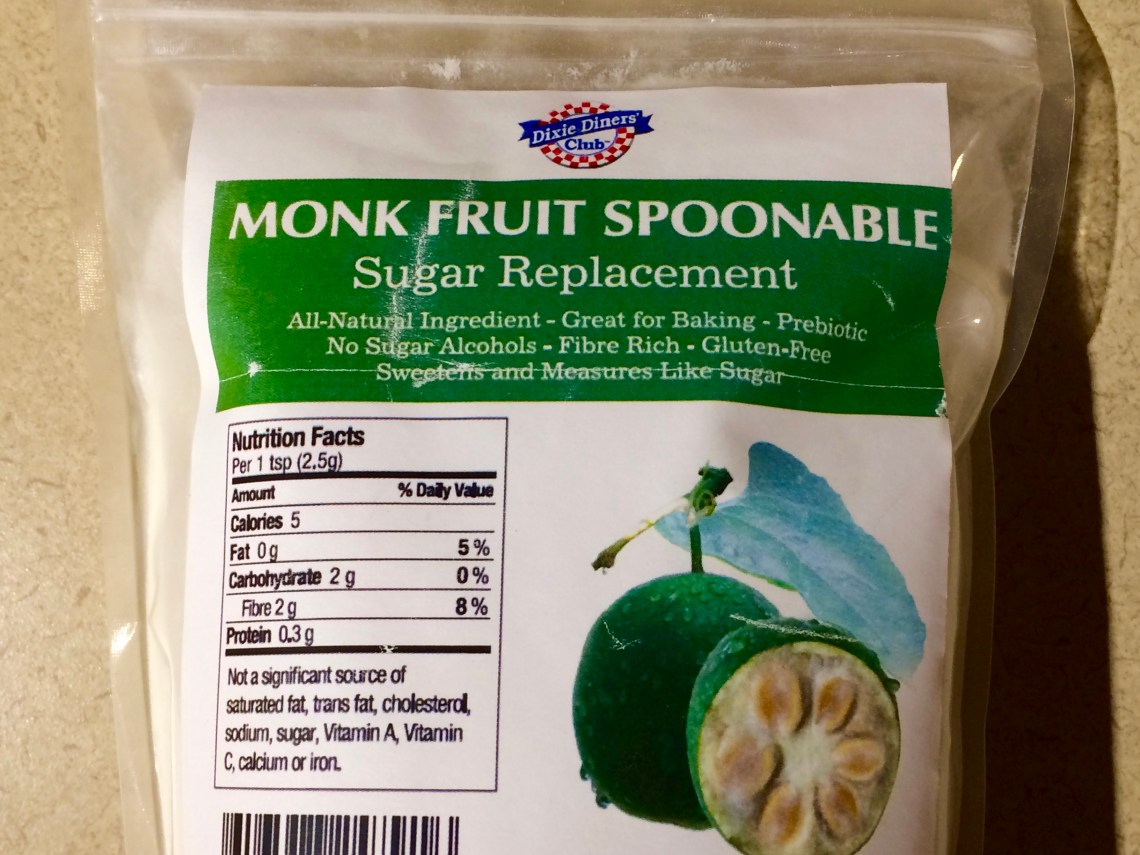 Dixie Diners'
Club™
MONK FRUIT SPOONABLE
Sugar Replacement
All-Natural Ingredient - Great for Baking - Prebiotic
No Sugar Alcohols - Fibre Rich - Gluten-Free
Sweetens and Measures Like Sugar
Nutrition Facts
Per 1 tsp (2.5g)
Amount % Daily Value
Calories 5
Fat 0 g 5 %
Carbohydrate 2 g 0 %
Fibre 2 g 8 %
Protein 0.3 g
Not a significant source of
saturated fat, trans fat, cholesterol,
sodium, sugar, Vitamin A, Vitamin
C, calcium or iron.